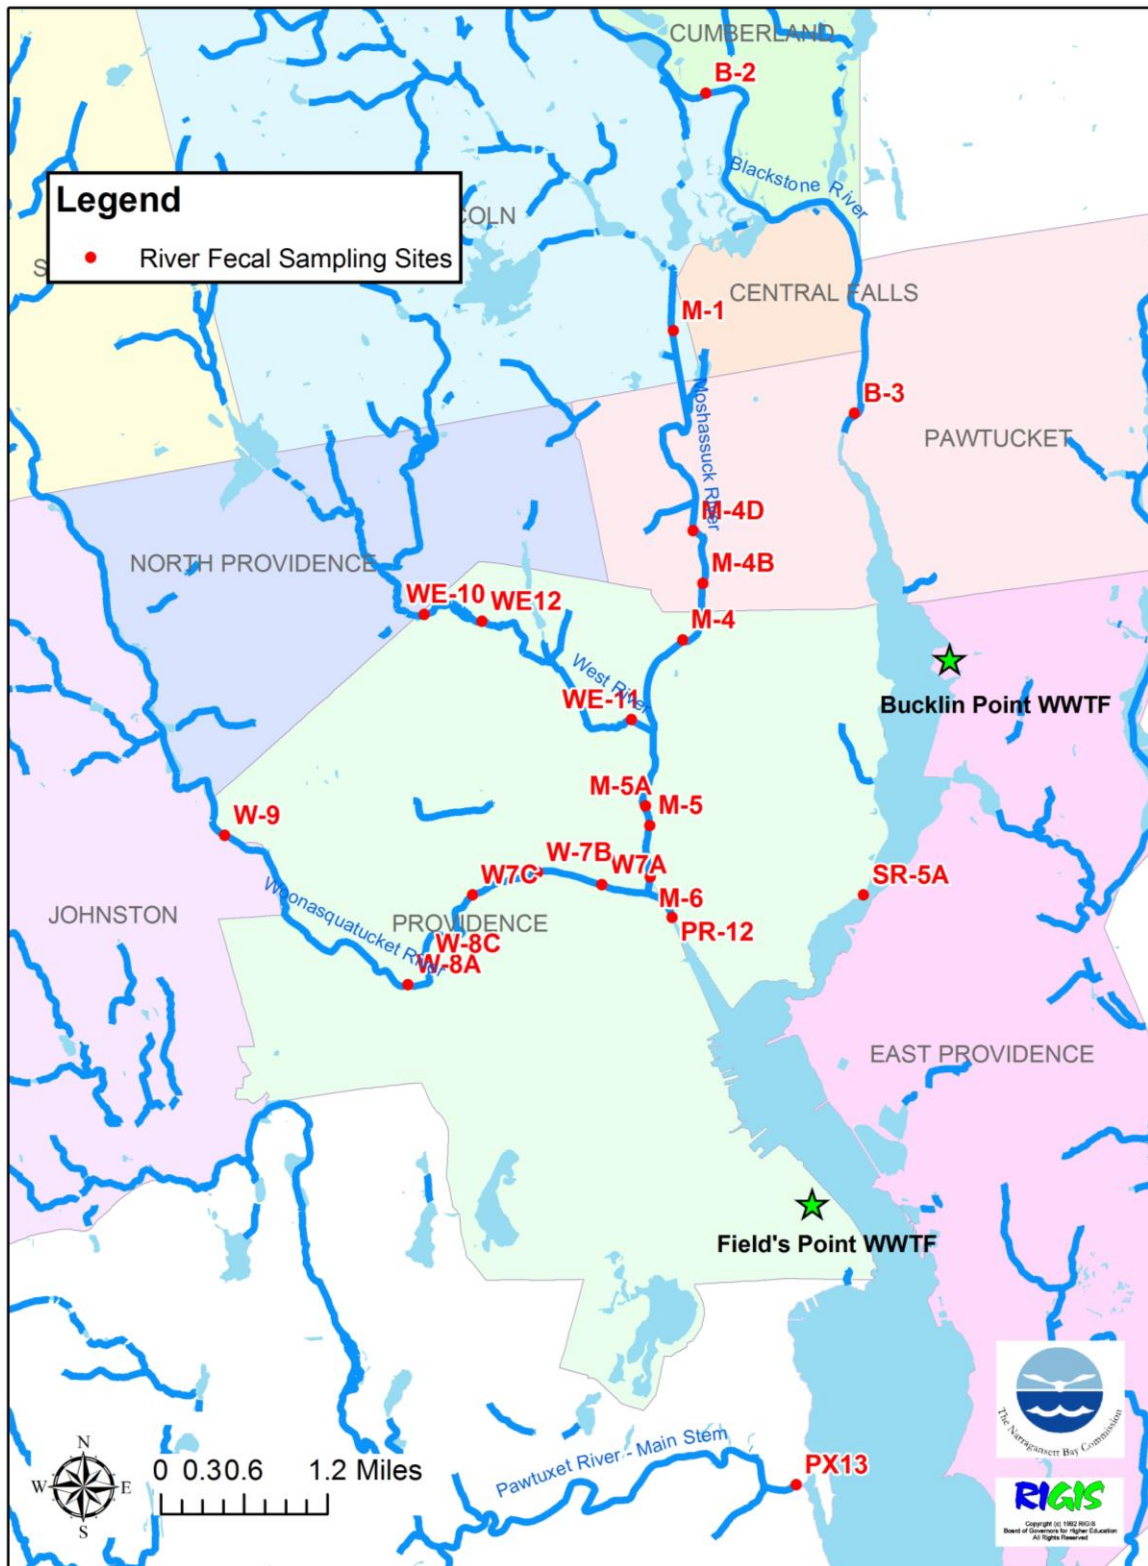 CUMBERLAND
B-2
Blackstone River
Legend
COLN
River Fecal Sampling Sites
S
CENTRAL FALLS
M-1
B-3
Moshassuck River
PAWTUCKET
M-4D
NORTH PROVIDENCE
M-4B
WE-10
WE12
M-4
West River
WE-11
Bucklin Point WWTF
M-5A
M-5
W-9
W-7B
W7A
W7C
SR-5A
Woonasquatucket River
M-6
JOHNSTON
PROVIDENCE
PR-12
W-8C
W-8A
EAST PROVIDENCE
Field's Point WWTF
The Narragansett Bay Commission
Pawtuxet River - Main Stem
N
W E
S
0 0.30.6 1.2 Miles
PX13
RIGIS
Copyright (c) 1992 RIGIS
Board of Governors for Higher Education
All Rights Reserved